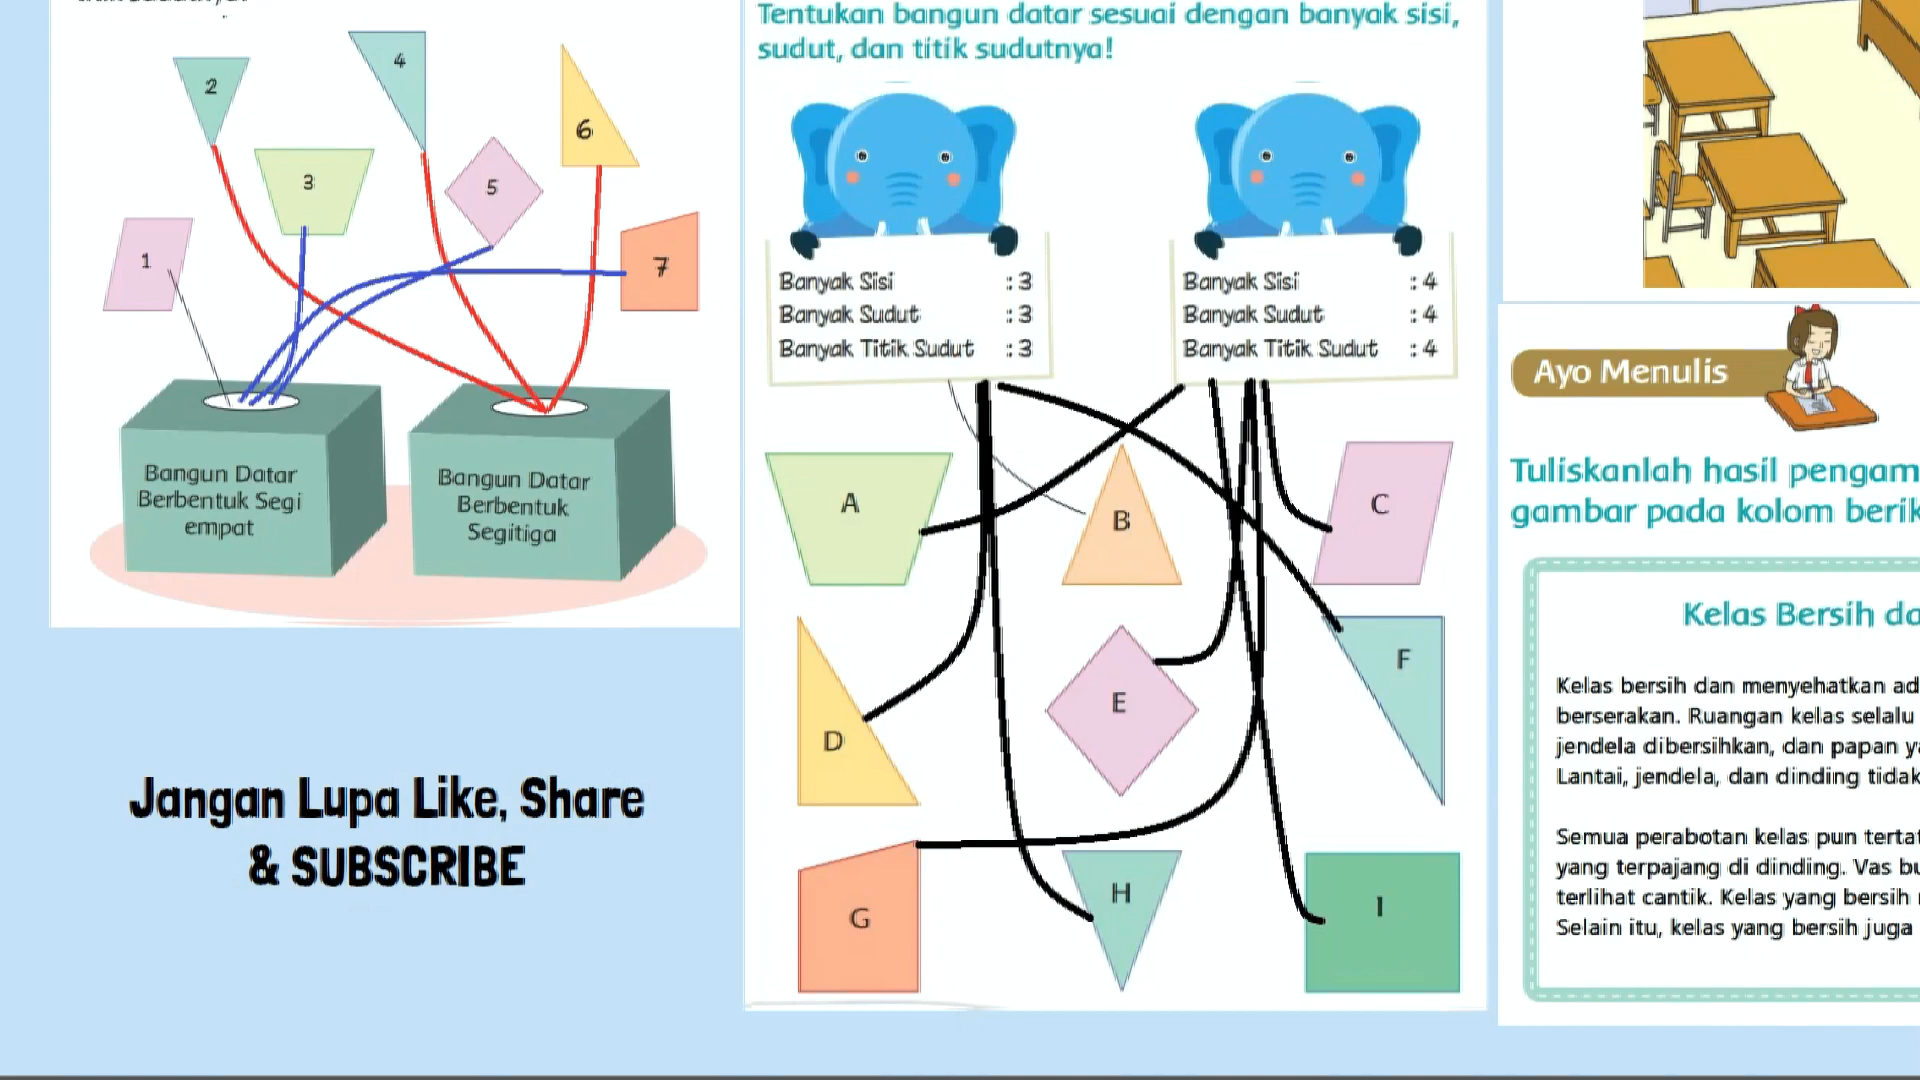 2
4
6
3
5
1
7
Bangun Datar
Berbentuk Segi
empat
Bangun Datar
Berbentuk
Segitiga
Jangan Lupa Like, Share
& SUBSCRIBE
Tentukan bangun datar sesuai dengan banyak sisi,
sudut, dan titik sudutnya!
Banyak Sisi : 3
Banyak Sudut : 3
Banyak Titik Sudut : 3
Banyak Sisi : 4
Banyak Sudut : 4
Banyak Titik Sudut : 4
A
B
C
D
E
F
G
H
I
Ayo Menulis
Tuliskanlah hasil pengam
gambar pada kolom berik
Kelas Bersih da
Kelas bersih dan menyehatkan ad
berserakan. Ruangan kelas selalu
jendela dibersihkan, dan papan ya
Lantai, jendela, dan dinding tidak
Semua perabotan kelas pun tertat
yang terpajang di dinding. Vas bu
terlihat cantik. Kelas yang bersih
Selain itu, kelas yang bersih juga